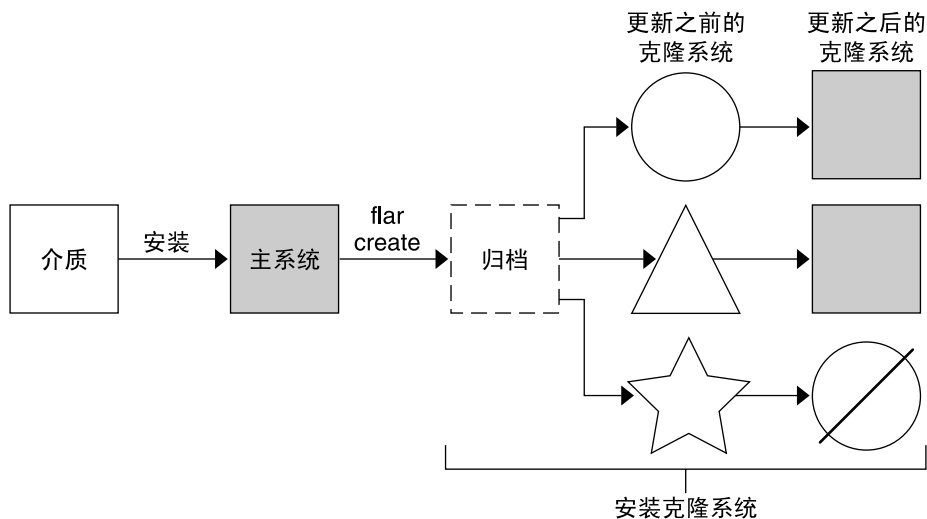 更新之前的
克隆系统
更新之后的
克隆系统
介质
安装
主系统
flar
create
归档
安装克隆系统